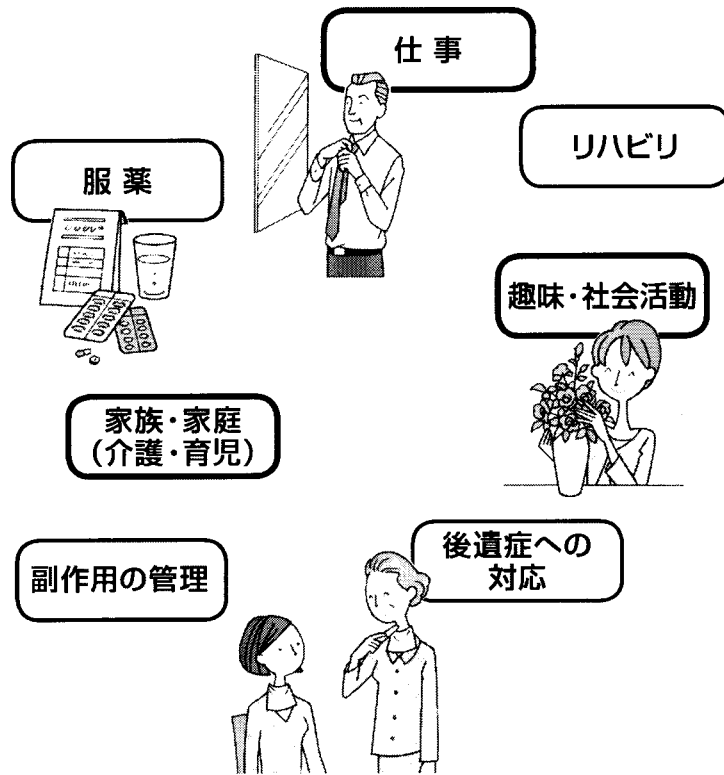 仕事
リハビリ
服薬
趣味・社会活動
家族・家庭
(介護・育児)
後遺症への
対応
副作用の管理